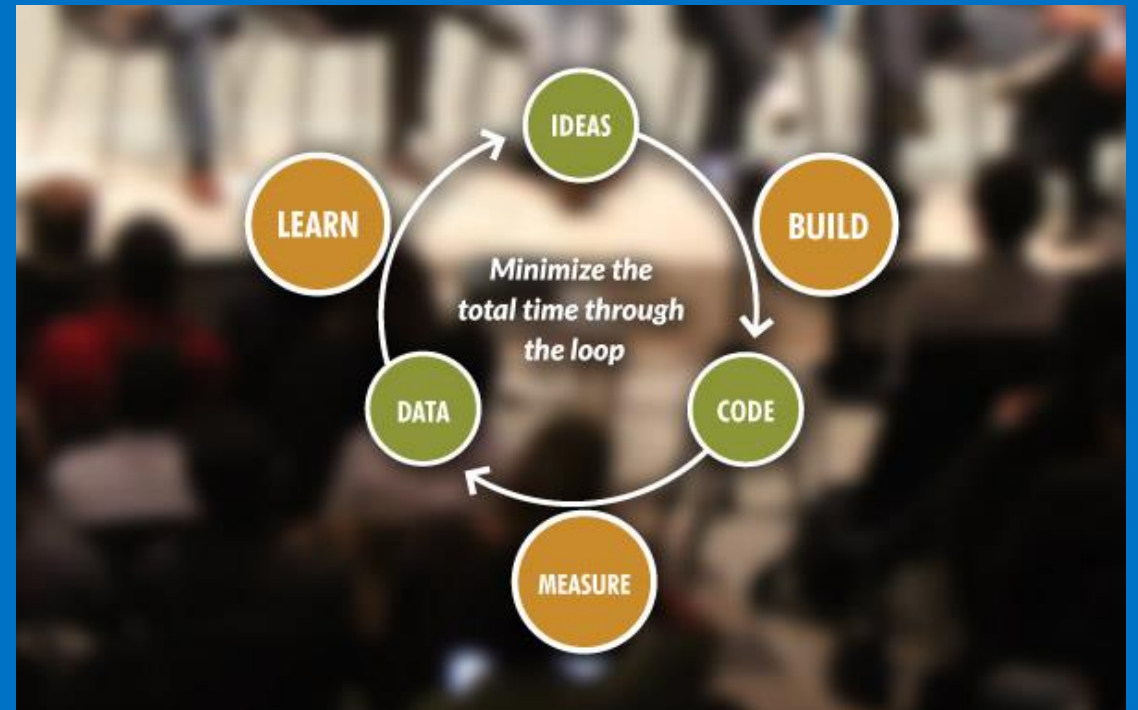 IDEAS
LEARN
BUILD
Minimize the
total time through
the loop
DATA
CODE
MEASURE